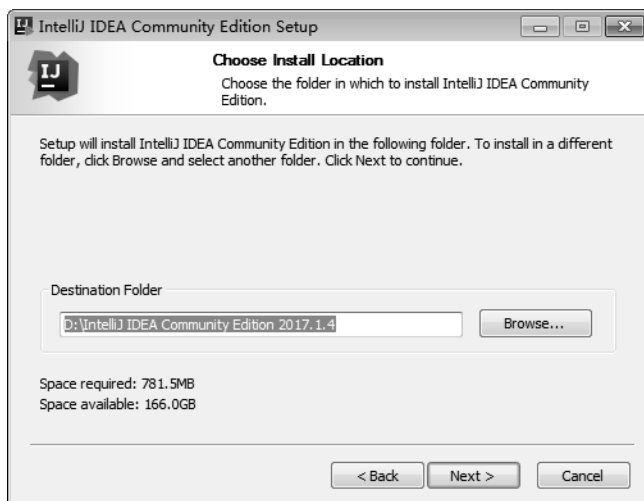 IntelliJ IDEA Community Edition Setup
IJ
Choose Install Location
Choose the folder in which to install IntelliJ IDEA Community
Edition.
Setup will install IntelliJ IDEA Community Edition in the following folder. To install in a different
folder, click Browse and select another folder. Click Next to continue.
Destination Folder
D:\IntelliJ IDEA Community Edition 2017.1.4
Browse...
Space required: 781.5MB
Space available: 166.0GB
< Back
Next >
Cancel